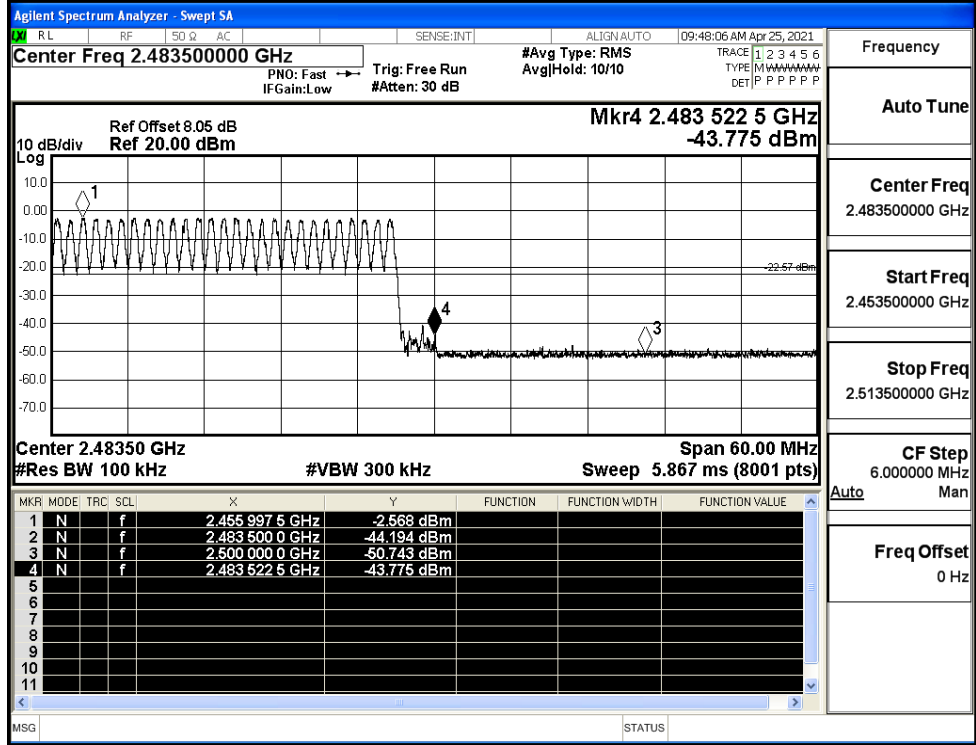 Agilent Spectrum Analyzer - Swept SA
LXI RL RF 50 Ω AC SENSE:INT ALIGNAUTO 09:48:06 AM Apr 25, 2021
Center Freq 2.483500000 GHz
PNO: Fast
IFGain:Low
Trig: Free Run
#Atten: 30 dB
#Avg Type: RMS
Avg|Hold: 10/10
TRACE 1 2 3 4 5 6
TYPE M WWWWW
DET P P P P P P
Mkr4 2.483 522 5 GHz
-43.775 dBm
Ref Offset 8.05 dB
10 dB/div Ref 20.00 dBm
Log
10.0
0.00
-10.0
-20.0
-30.0
-40.0
-50.0
-60.0
-70.0
1
4
3
-22.57 dBm
Center 2.48350 GHz Span 60.00 MHz
#Res BW 100 kHz #VBW 300 kHz Sweep 5.867 ms (8001 pts)
MKR MODE TRC SCL X Y FUNCTION FUNCTION WIDTH FUNCTION VALUE
1 N f 2.455 997 5 GHz -2.568 dBm
2 N f 2.483 500 0 GHz -44.194 dBm
3 N f 2.500 000 0 GHz -50.743 dBm
4 N f 2.483 522 5 GHz -43.775 dBm
5
6
7
8
9
10
11
MSG STATUS
Frequency
Auto Tune
Center Freq
2.483500000 GHz
Start Freq
2.453500000 GHz
Stop Freq
2.513500000 GHz
CF Step
6.000000 MHz
Auto Man
Freq Offset
0 Hz